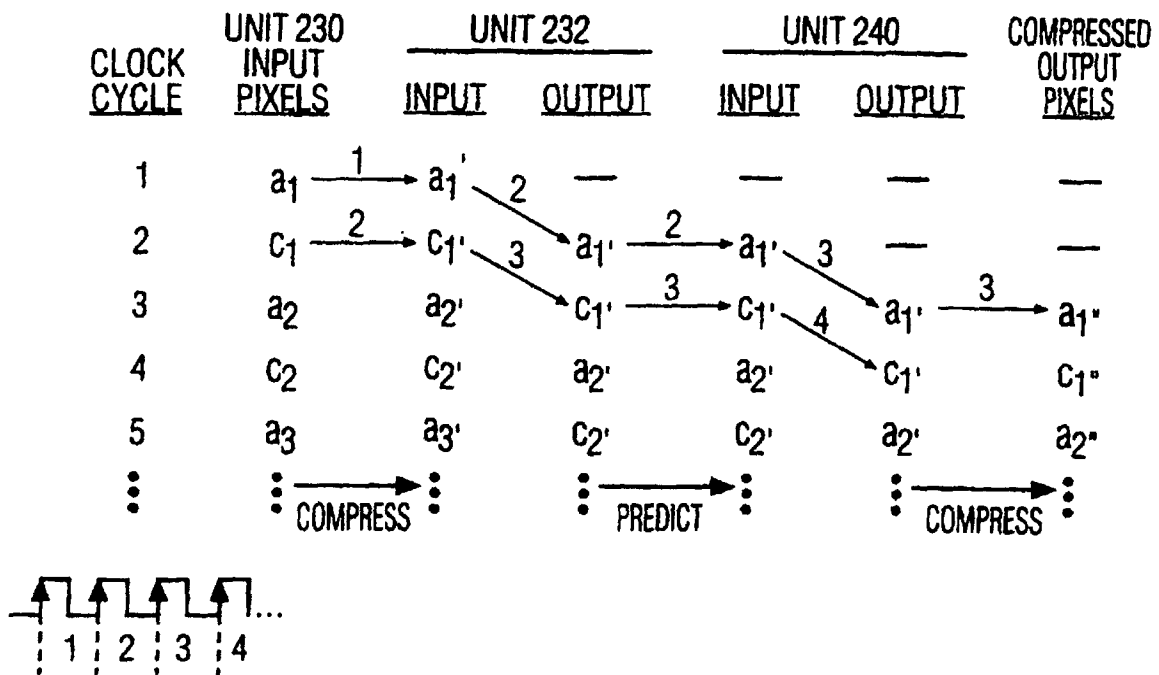 CLOCK CYCLE UNIT 230 INPUT PIXELS UNIT 232 UNIT 240 COMPRESSED OUTPUT PIXELS
INPUT OUTPUT INPUT OUTPUT
1 a1 1 a1' 2 — — — —
2 c1 2 c1' 3 a1' 2 a1' 3 — —
3 a2 a2' c1' 3 c1' 4 a1' 3 a1"
4 c2 c2' a2' a2' c1' c1"
5 a3 a3' c2' c2' a2' a2"
COMPRESS PREDICT COMPRESS
...
1 2 3 4